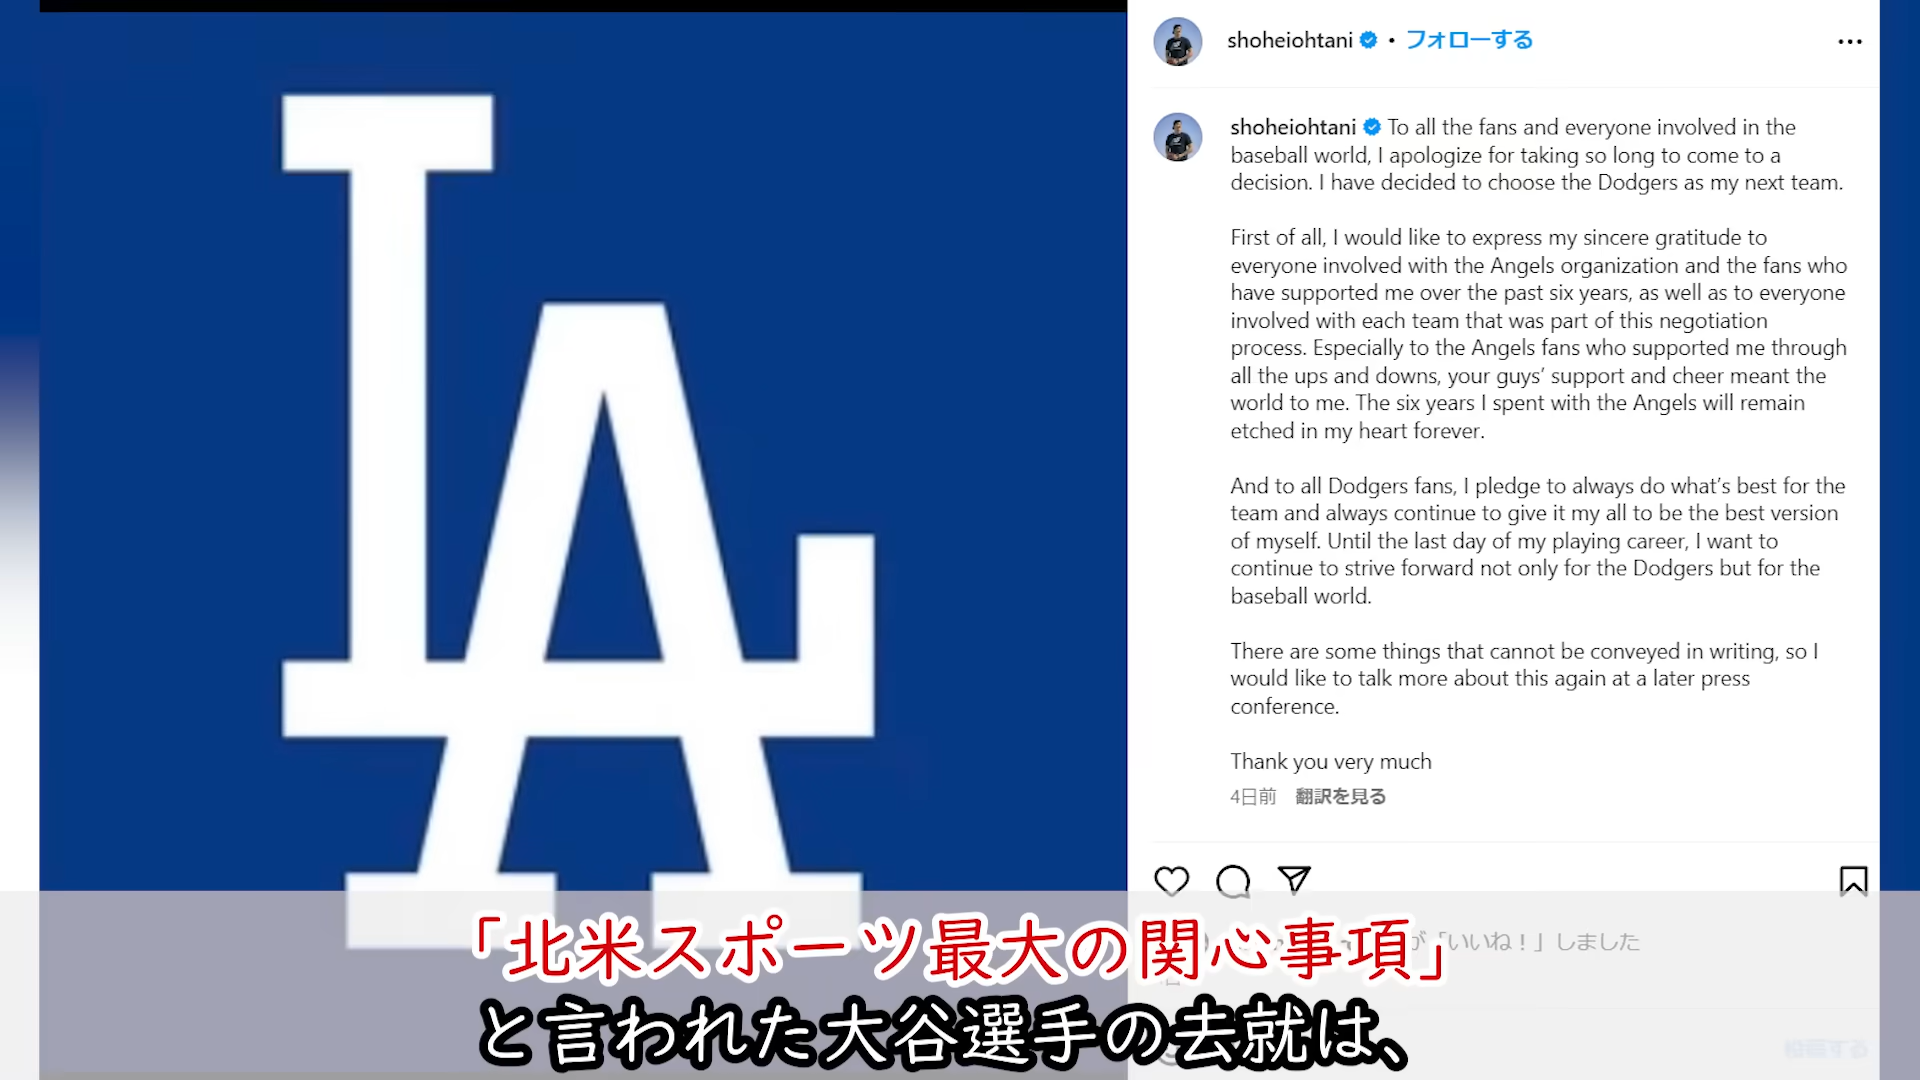 LA
shoheiohtani • フォローする
shoheiohtani To all the fans and everyone involved in the
baseball world, I apologize for taking so long to come to a
decision. I have decided to choose the Dodgers as my next team.
First of all, I would like to express my sincere gratitude to
everyone involved with the Angels organization and the fans who
have supported me over the past six years, as well as to everyone
involved with each team that was part of this negotiation
process. Especially to the Angels fans who supported me through
all the ups and downs, your guys’ support and cheer meant the
world to me. The six years I spent with the Angels will remain
etched in my heart forever.
And to all Dodgers fans, I pledge to always do what’s best for the
team and always continue to give it my all to be the best version
of myself. Until the last day of my playing career, I want to
continue to strive forward not only for the Dodgers but for the
baseball world.
There are some things that cannot be conveyed in writing, so I
would like to talk more about this again at a later press
conference.
Thank you very much
4日前 翻訳を見る
が「いいね！」しました
「北米スポーツ最大の関心事項」
と言われた大谷選手の去就は、
投稿する